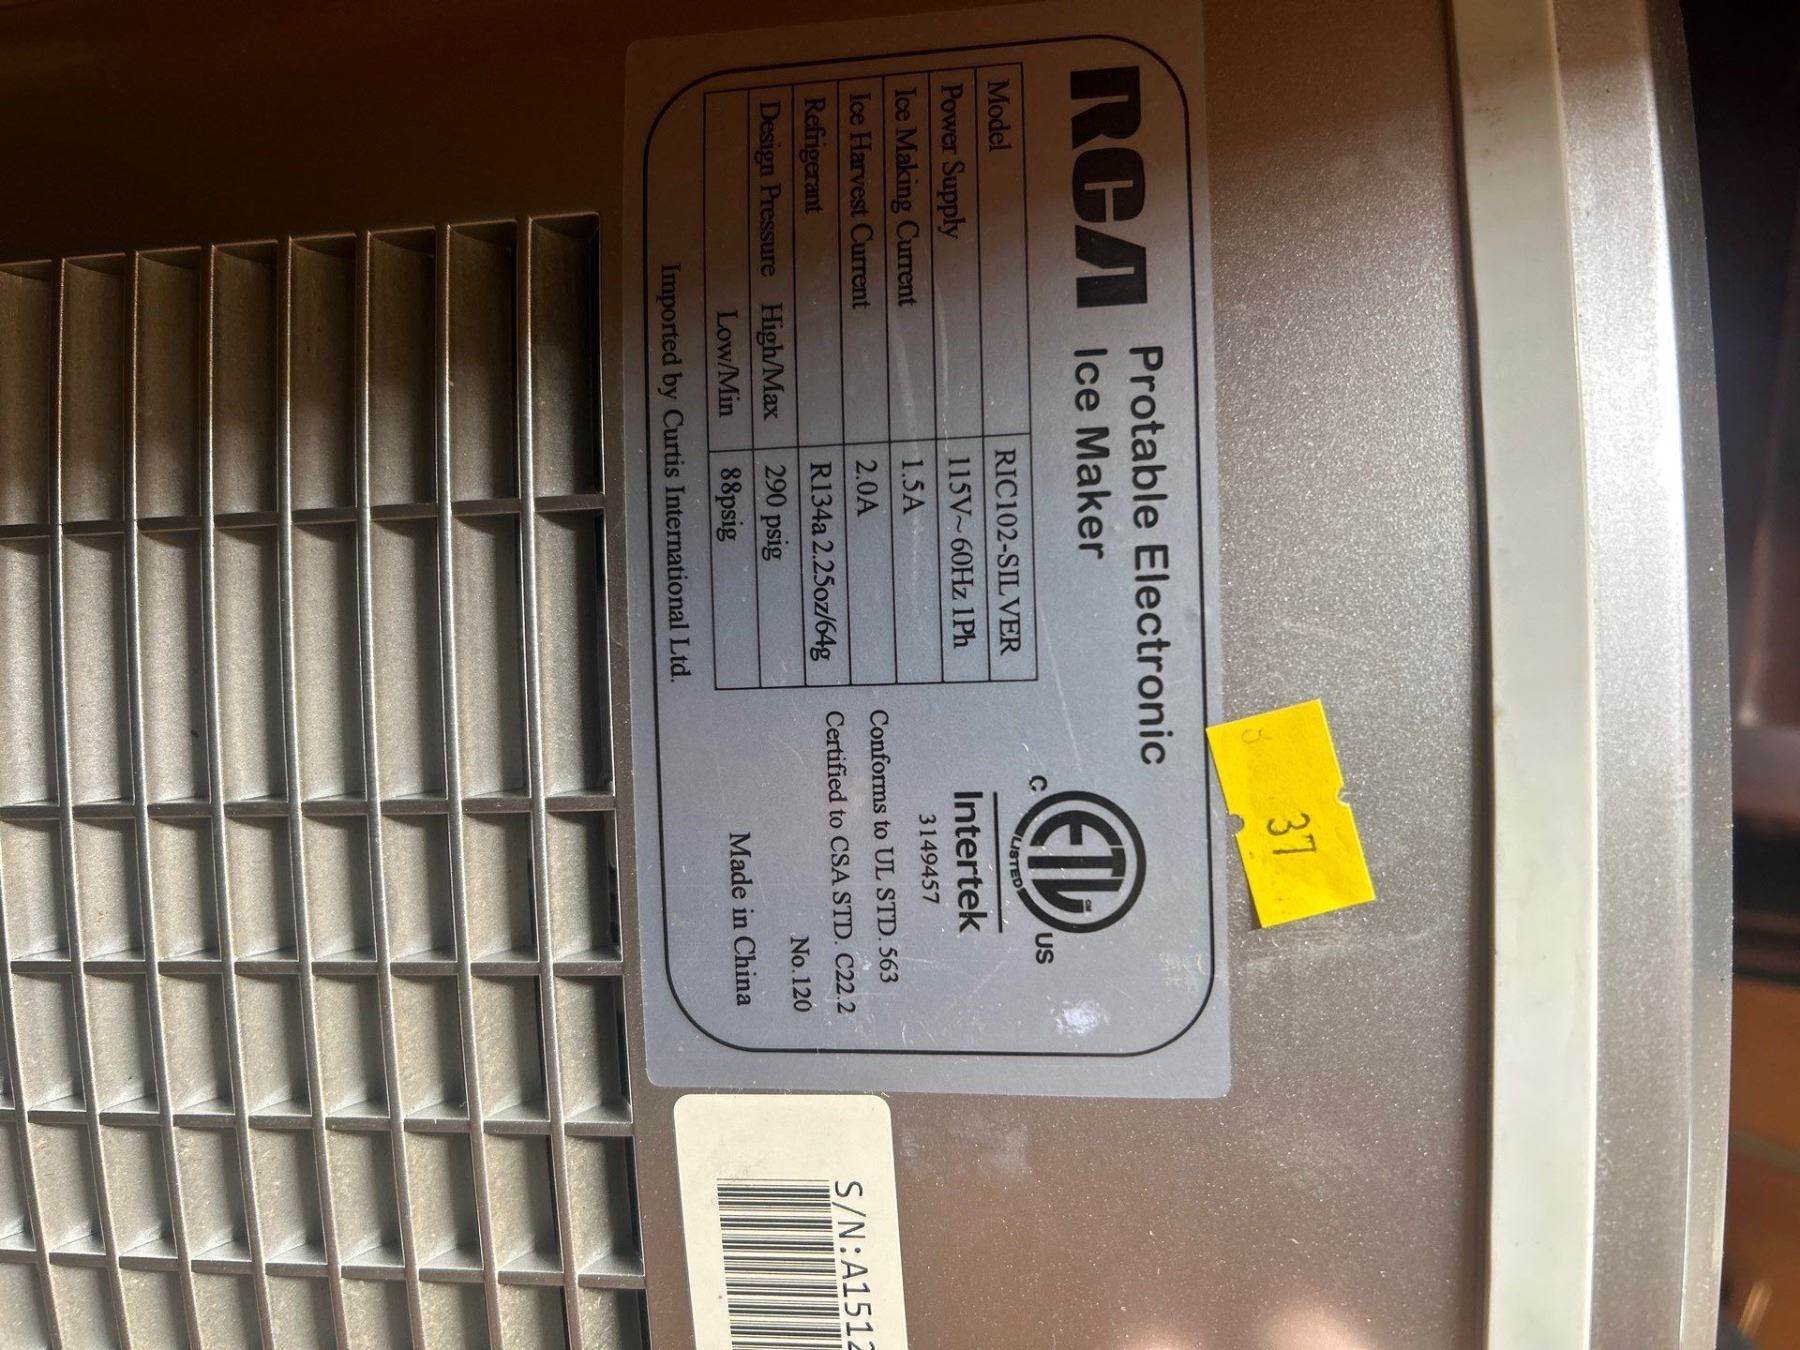 RCA Protable Electronic
Ice Maker
Model RIC102-SILVER
Power Supply 115V~60Hz 1Ph
Ice Making Current 1.5A
Ice Harvest Current 2.0A
Refrigerant R134a 2.25oz/64g
Design Pressure High/Max 290 psig
Low/Min 88psig
Imported by Curtis International Ltd.
C ETL CM US
LISTED
Intertek
3149457
Conforms to UL STD. 563
Certified to CSA STD. C22.2
No.120
Made in China
37
S/N:A1512